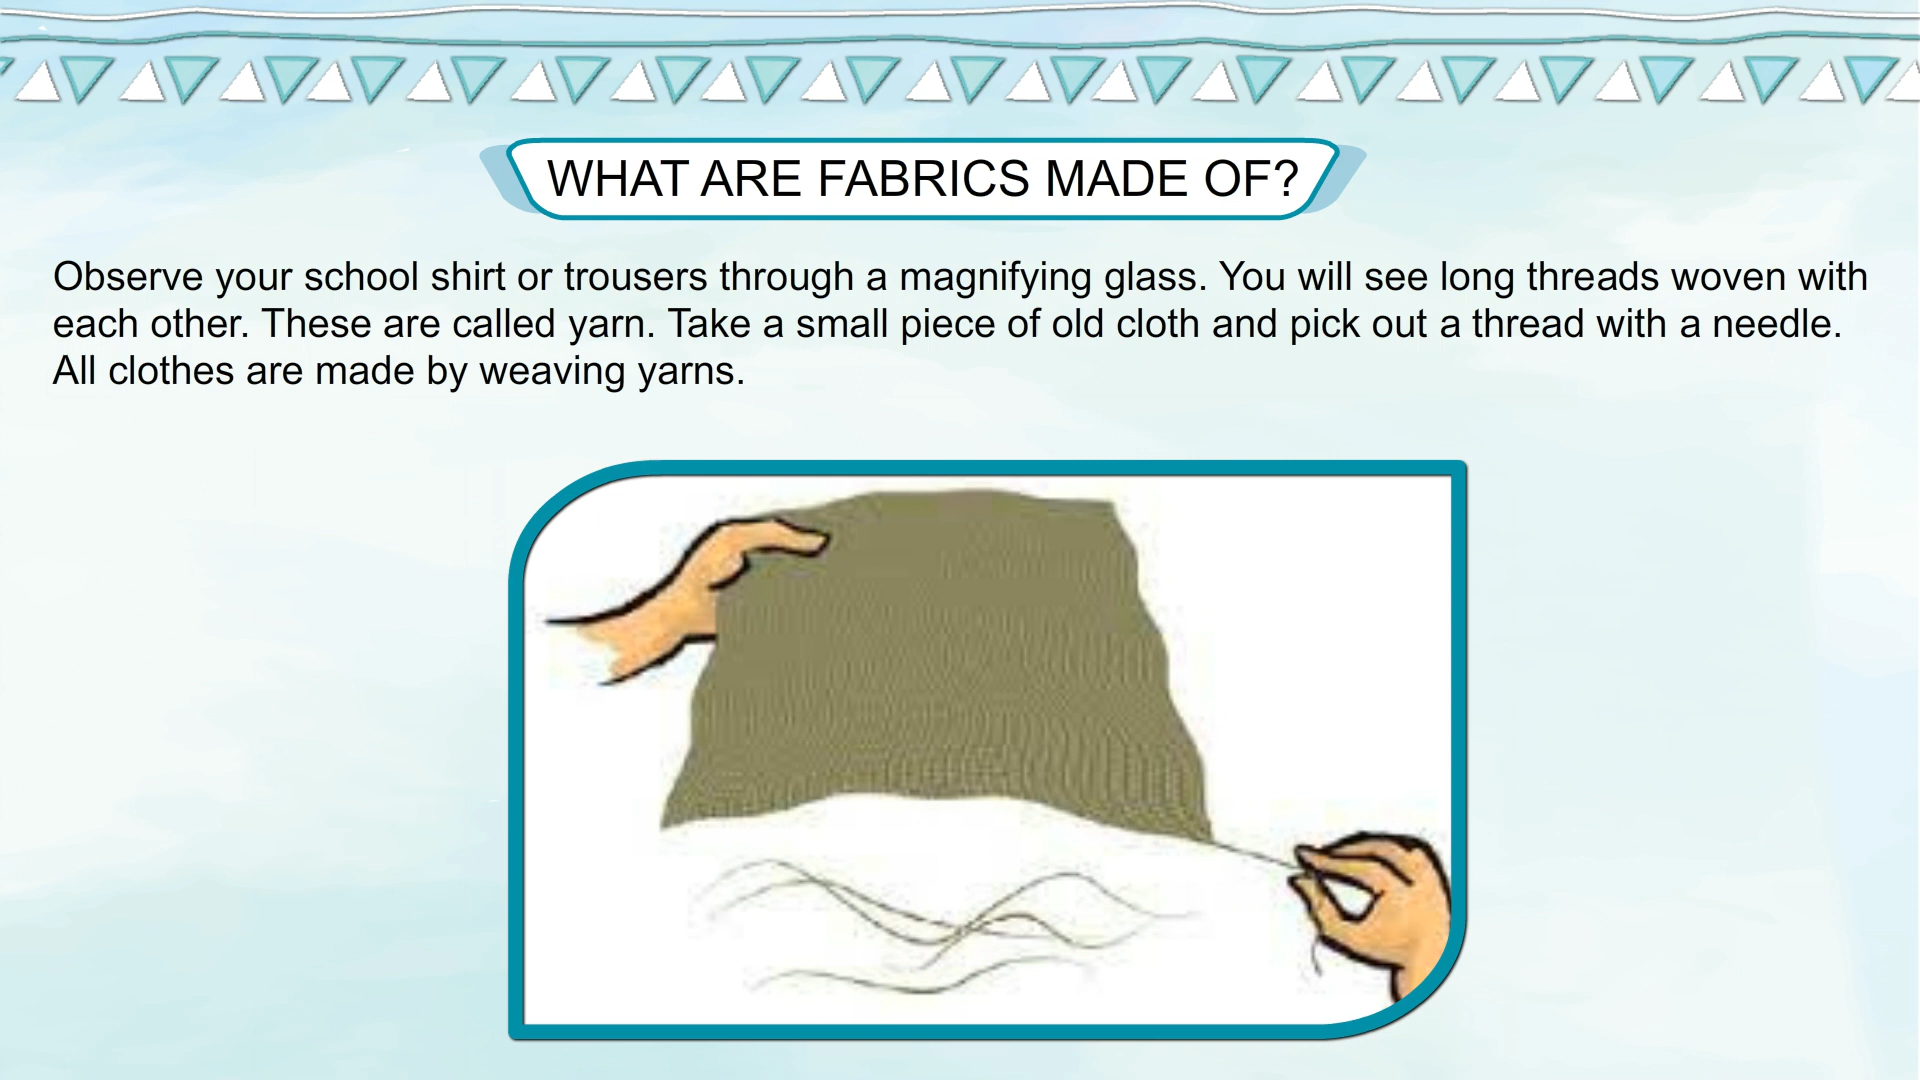 WHAT ARE FABRICS MADE OF?
Observe your school shirt or trousers through a magnifying glass. You will see long threads woven with
each other. These are called yarn. Take a small piece of old cloth and pick out a thread with a needle.
All clothes are made by weaving yarns.